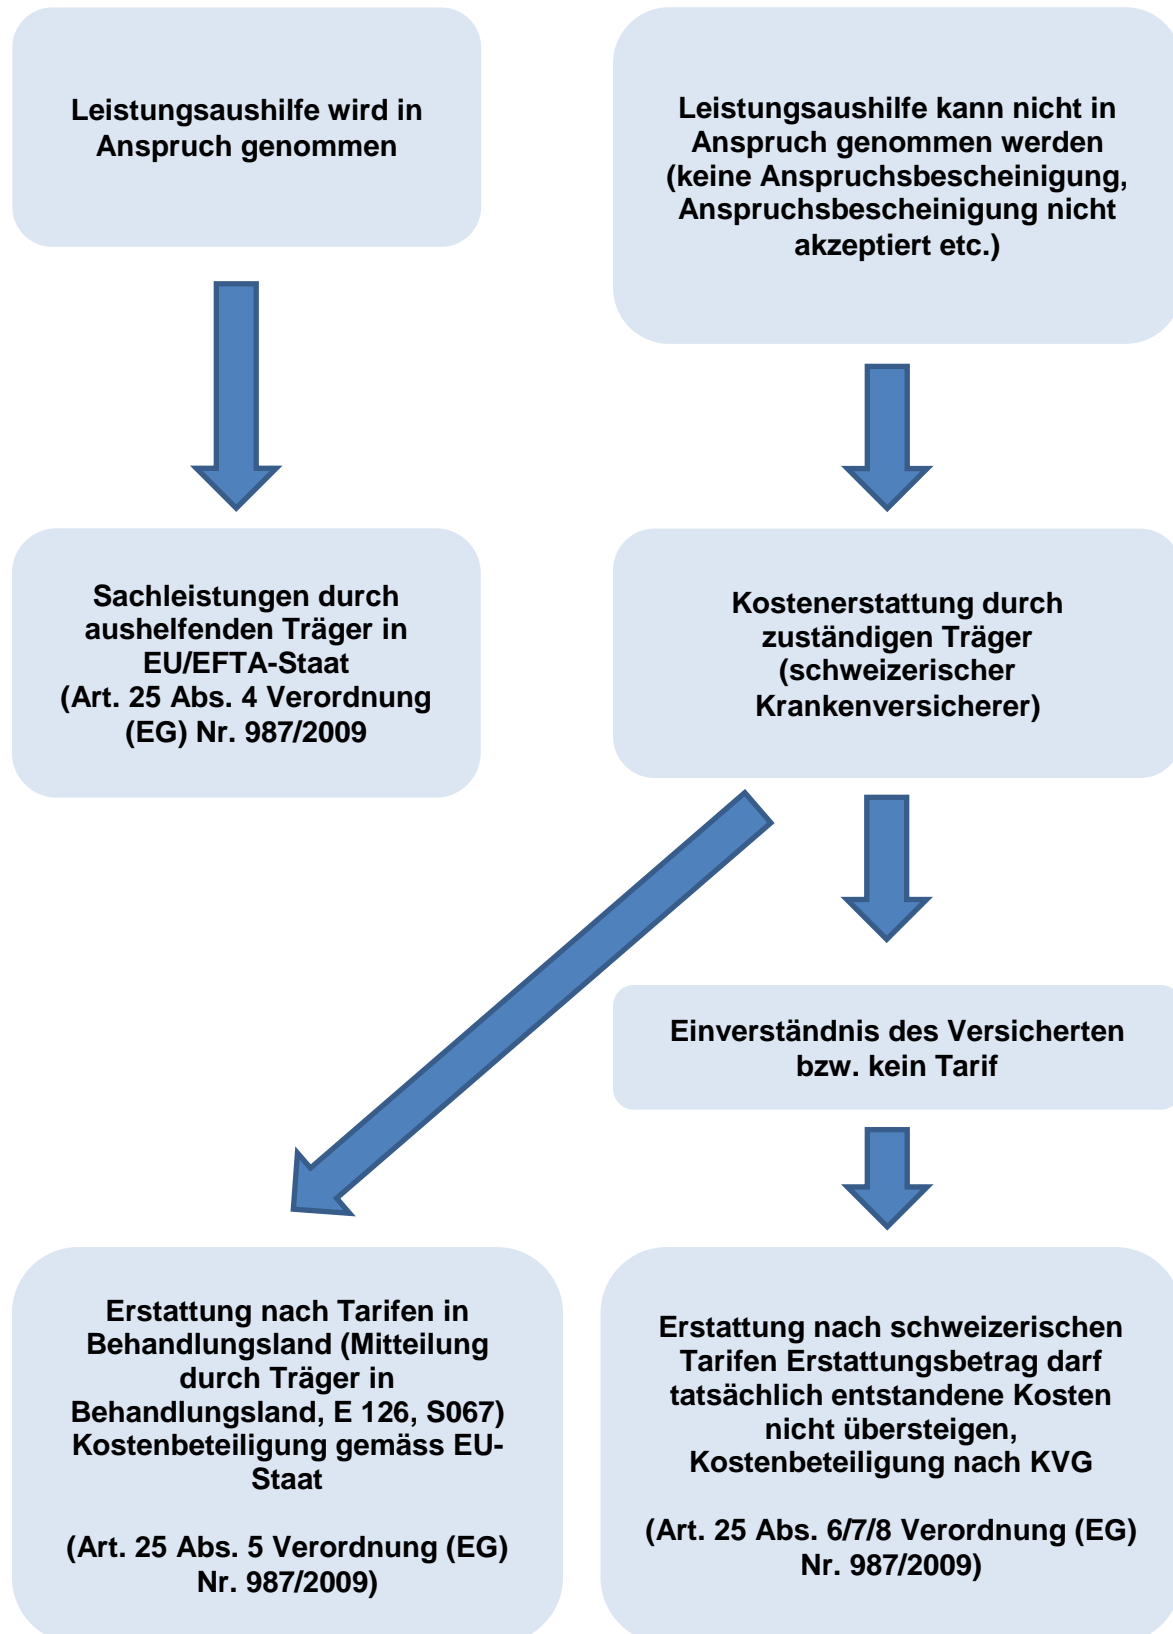 Leistungsaushilfe wird in
Anspruch genommen
Leistungsaushilfe kann nicht in
Anspruch genommen werden
(keine Anspruchsbescheinigung,
Anspruchsbescheinigung nicht
akzeptiert etc.)
Sachleistungen durch
aushelfenden Träger in
EU/EFTA-Staat
(Art. 25 Abs. 4 Verordnung
(EG) Nr. 987/2009
Kostenerstattung durch
zuständigen Träger
(schweizerischer
Krankenversicherer)
Einverständnis des Versicherten
bzw. kein Tarif
Erstattung nach Tarifen in
Behandlungsland (Mitteilung
durch Träger in
Behandlungsland, E 126, S067)
Kostenbeteiligung gemäss EU-
Staat
(Art. 25 Abs. 5 Verordnung (EG)
Nr. 987/2009)
Erstattung nach schweizerischen
Tarifen Erstattungsbetrag darf
tatsächlich entstandene Kosten
nicht übersteigen,
Kostenbeteiligung nach KVG
(Art. 25 Abs. 6/7/8 Verordnung (EG)
Nr. 987/2009)